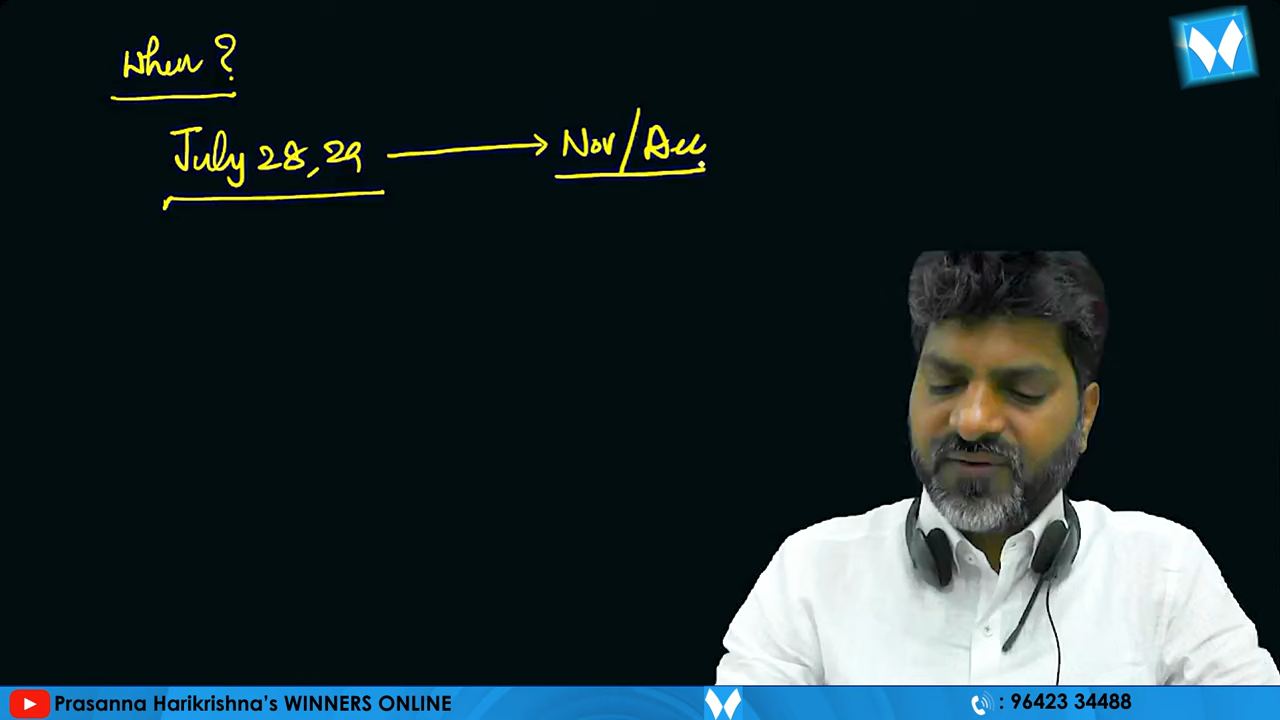 When ?
July 28, 29 → Nov / Dec
Prasanna Harikrishna's WINNERS ONLINE
: 96423 34488